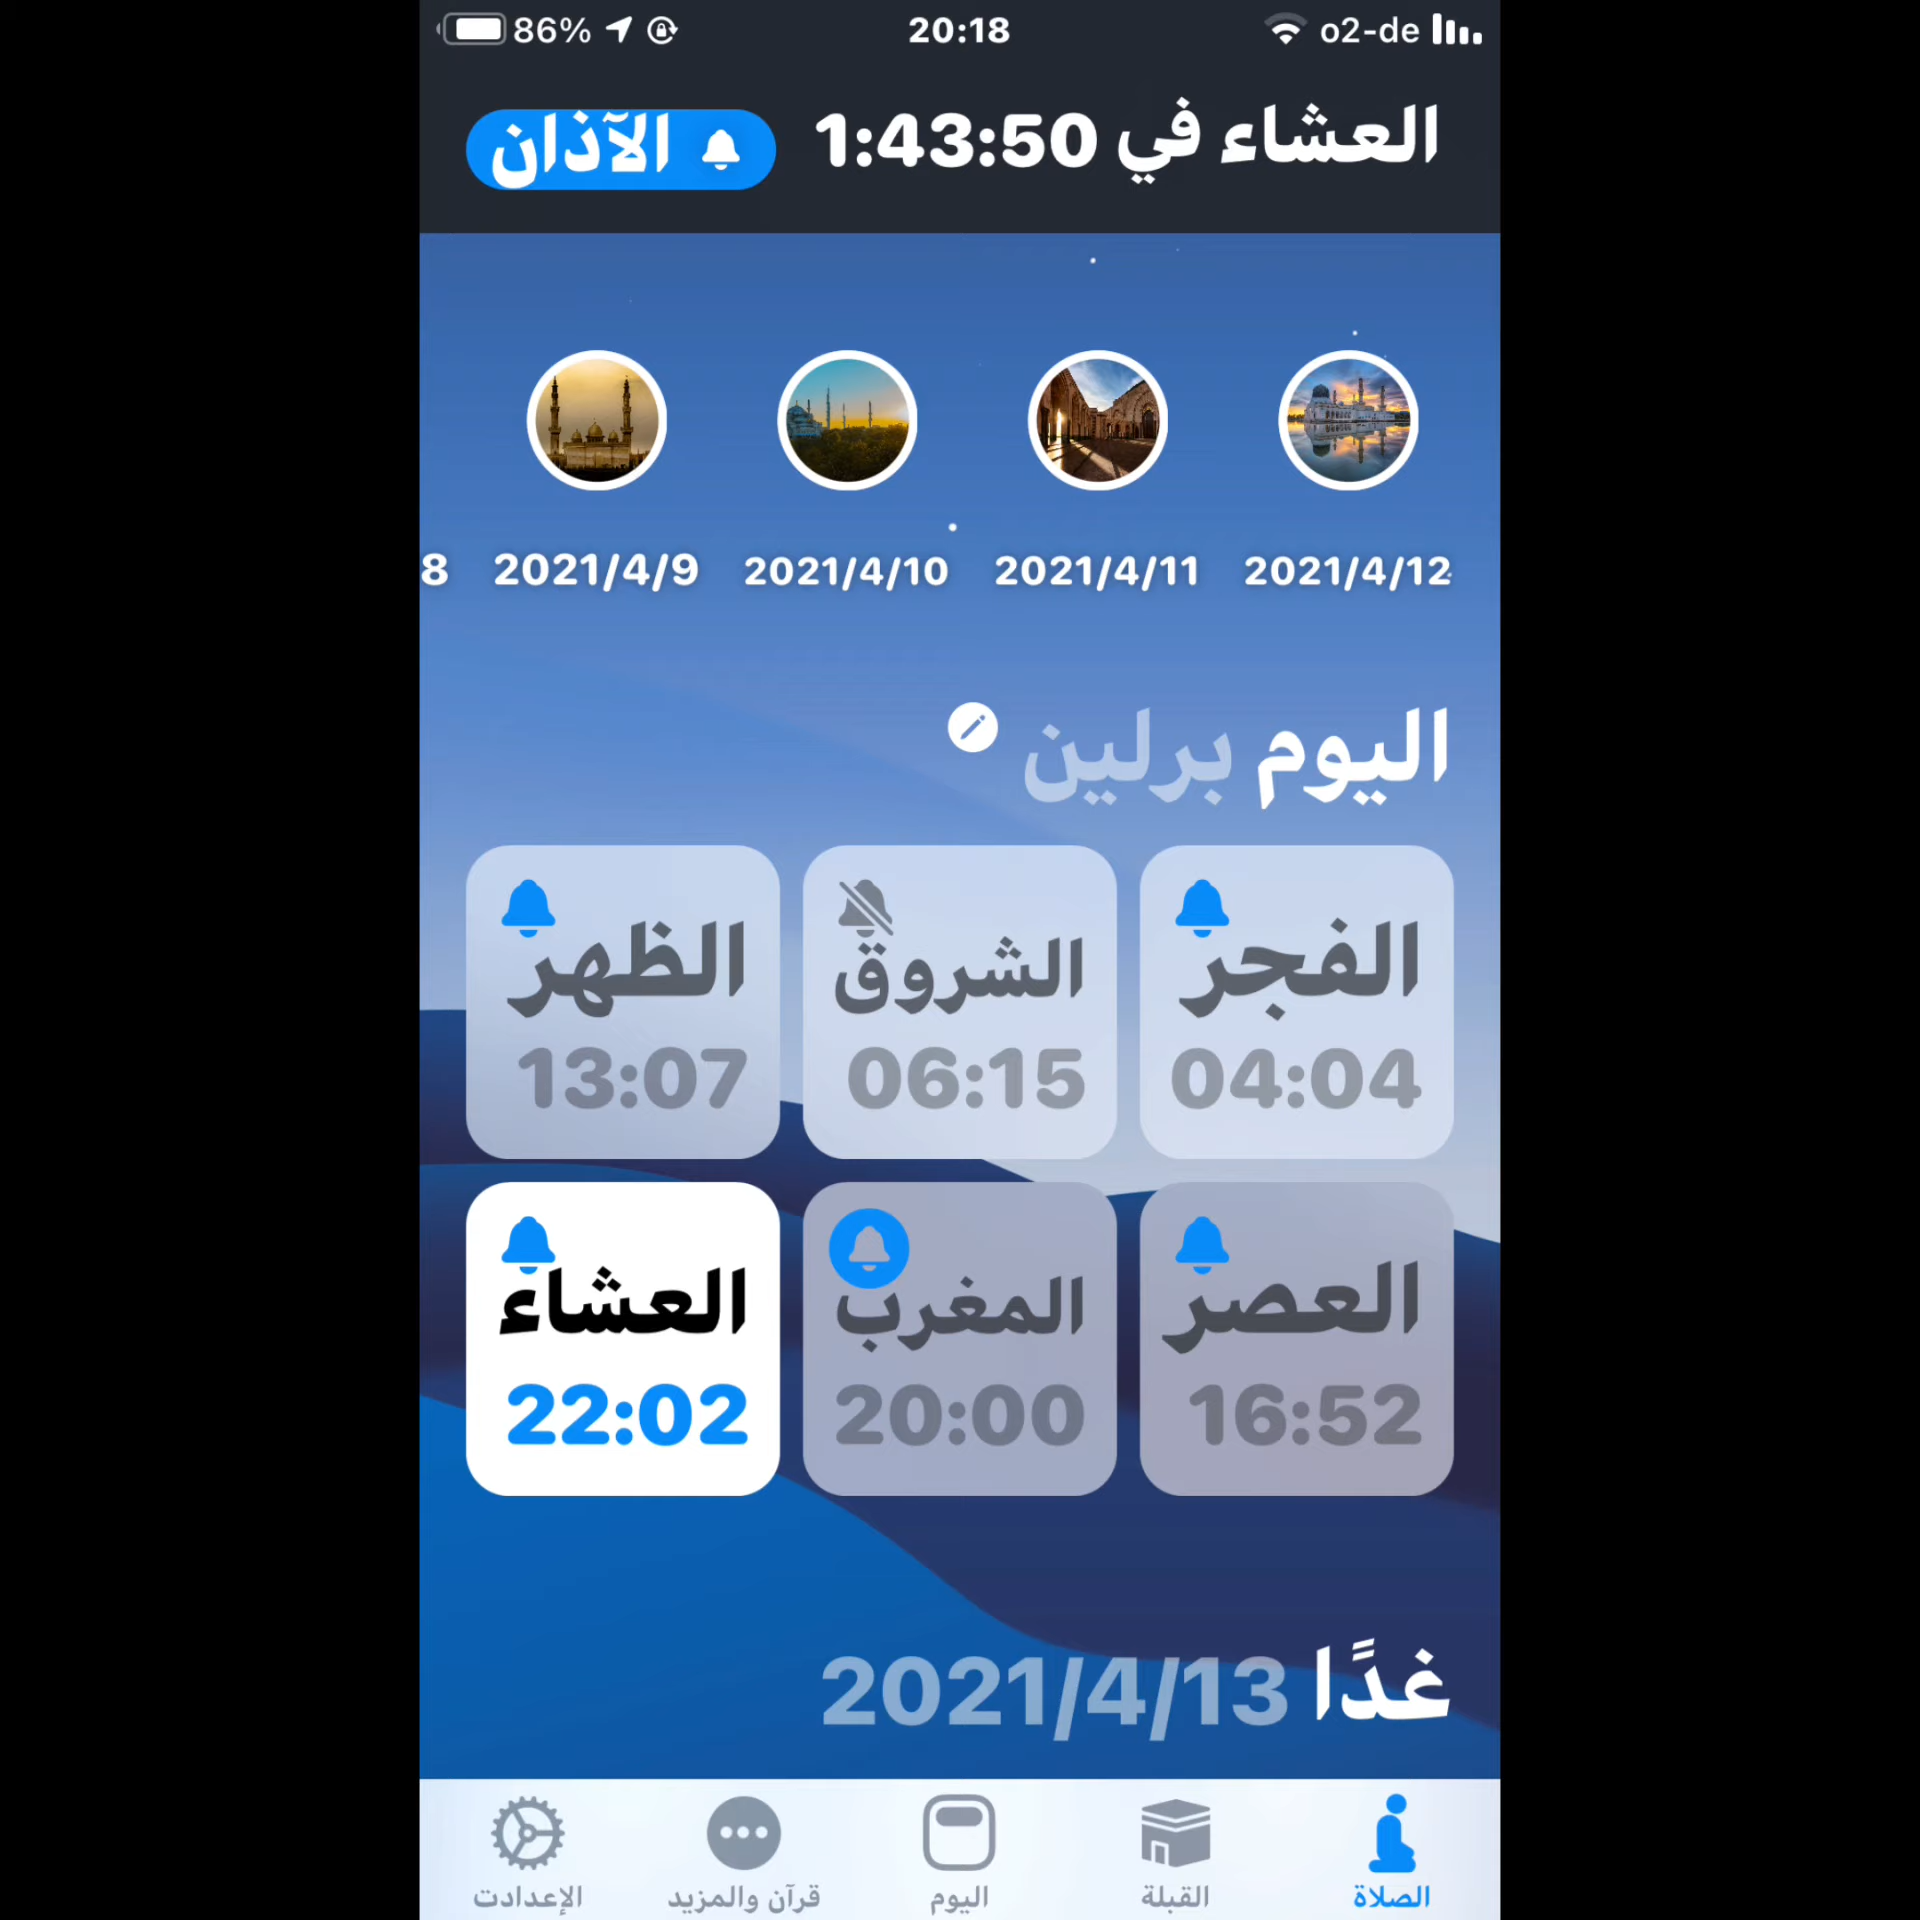 86% 20:18 o2-de
العشاء في 1:43:50 الآذان
2021/4/12 2021/4/11 2021/4/10 2021/4/9 8
اليوم برلين
الفجر الشروق الظهر
04:04 06:15 13:07
العصر المغرب العشاء
16:52 20:00 22:02
غدًا 2021/4/13
الصلاة القبلة اليوم قرآن والمزيد الإعدادت